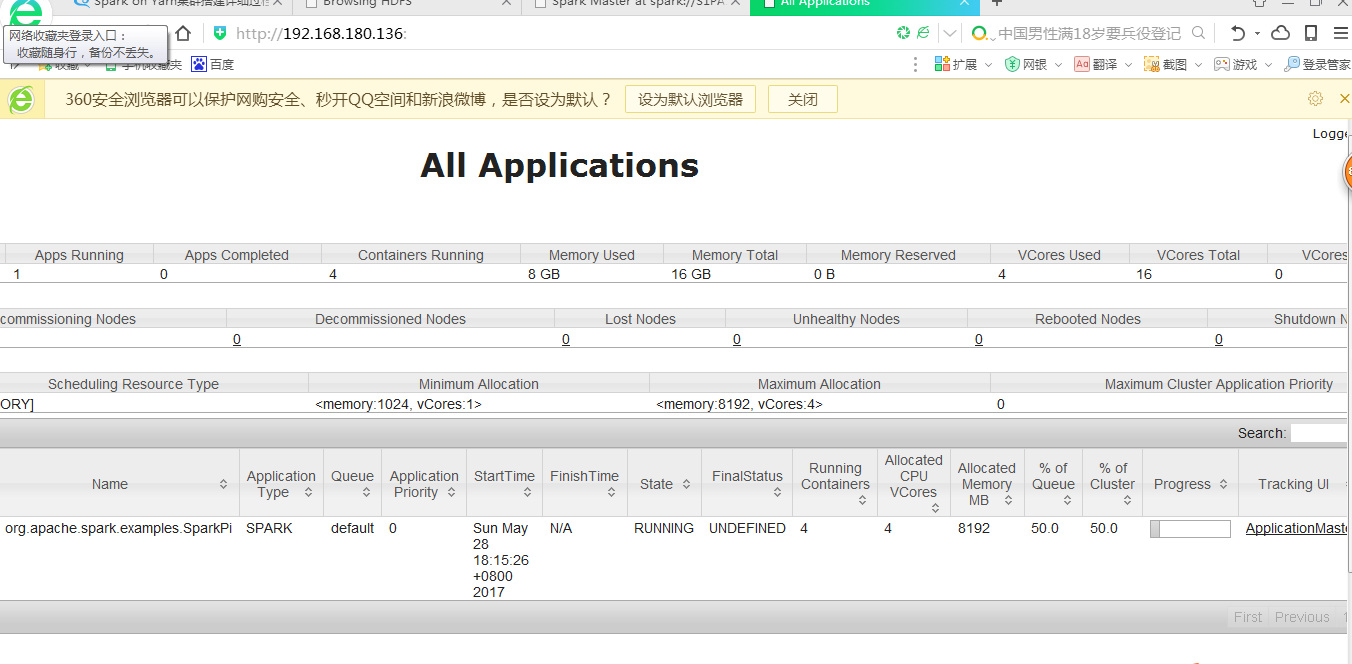 Spark on Yarn集群搭建详细过程
Browsing HDFS
Spark Master at spark://S1PA
All Applications
网络收藏夹登录入口：
收藏随身行，备份不丢失。
http://192.168.180.136:
中国男性满18岁要兵役登记
收藏
手机收藏夹
百度
扩展
网银
翻译
截图
游戏
登录管家
360安全浏览器可以保护网购安全、秒开QQ空间和新浪微博，是否设为默认？
设为默认浏览器
关闭
Logge
All Applications
Apps Running Apps Completed Containers Running Memory Used Memory Total Memory Reserved VCores Used VCores Total VCores
1 0 4 8 GB 16 GB 0 B 4 16 0
commissioning Nodes Decommissioned Nodes Lost Nodes Unhealthy Nodes Rebooted Nodes Shutdown N
0 0 0 0 0
Scheduling Resource Type Minimum Allocation Maximum Allocation Maximum Cluster Application Priority
ORY] <memory:1024, vCores:1> <memory:8192, vCores:4> 0
Search:
Name
Application
Type
Queue
Application
Priority
StartTime
FinishTime
State
FinalStatus
Running
Containers
Allocated
CPU
VCores
Allocated
Memory
MB
% of
Queue
% of
Cluster
Progress
Tracking UI
org.apache.spark.examples.SparkPi SPARK default 0 Sun May N/A RUNNING UNDEFINED 4 4 8192 50.0 50.0 ApplicationMaste
28
18:15:26
+0800
2017
First Previous 1